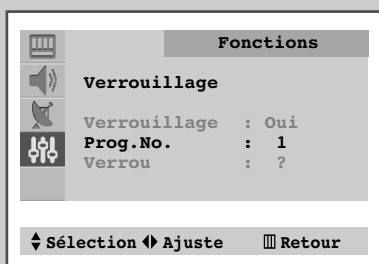 Fonctions
Verrouillage
Verrouillage : Oui
Prog.No. : 1
Verrou : ?
Sélection Ajuste Retour